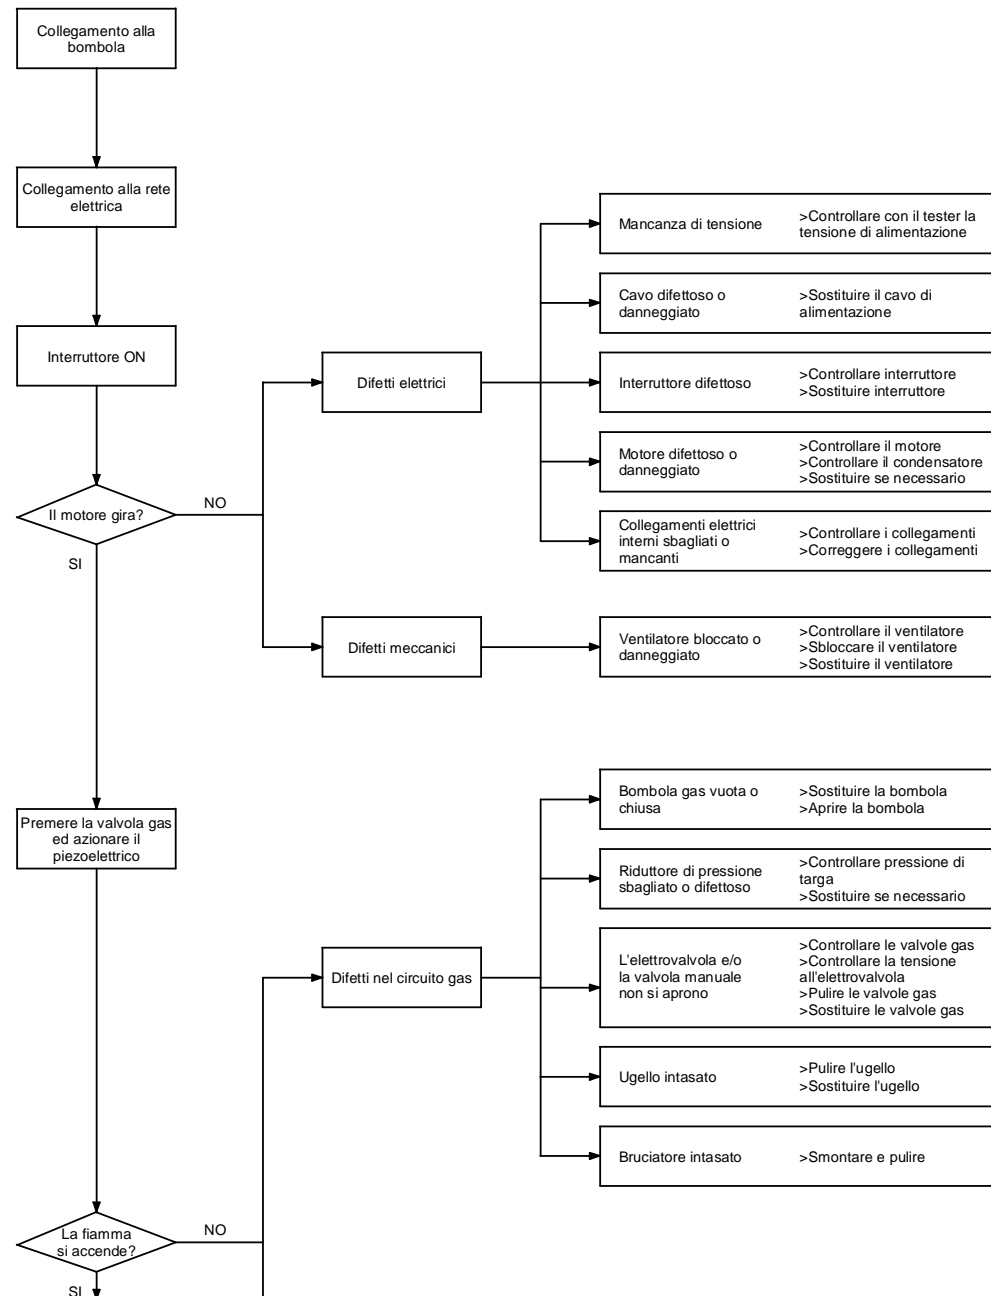 Collegamento alla
bombola
Collegamento alla rete
elettrica
Interruttore ON
Il motore gira?
NO
SI
Difetti elettrici
Mancanza di tensione
>Controllare con il tester la
tensione di alimentazione
Cavo difettoso o
danneggiato
>Sostituire il cavo di
alimentazione
Interruttore difettoso
>Controllare interruttore
>Sostituire interruttore
Motore difettoso o
danneggiato
>Controllare il motore
>Controllare il condensatore
>Sostituire se necessario
Collegamenti elettrici
interni sbagliati o
mancanti
>Controllare i collegamenti
>Correggere i collegamenti
Difetti meccanici
Ventilatore bloccato o
danneggiato
>Controllare il ventilatore
>Sbloccare il ventilatore
>Sostituire il ventilatore
Premere la valvola gas
ed azionare il
piezoelettrico
Difetti nel circuito gas
Bombola gas vuota o
chiusa
>Sostituire la bombola
>Aprire la bombola
Riduttore di pressione
sbagliato o difettoso
>Controllare pressione di
targa
>Sostituire se necessario
L'elettrovalvola e/o
la valvola manuale
non si aprono
>Controllare le valvole gas
>Controllare la tensione
all'elettrovalvola
>Pulire le valvole gas
>Sostituire le valvole gas
Ugello intasato
>Pulire l'ugello
>Sostituire l'ugello
Bruciatore intasato
>Smontare e pulire
La fiamma
si accende?
NO
SI